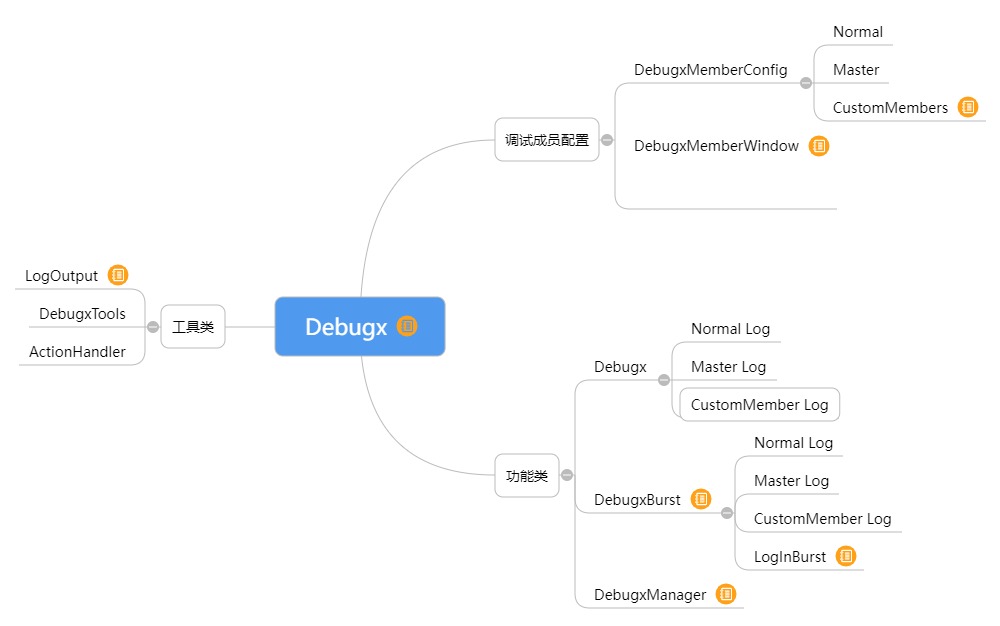 Debugx
调试成员配置
DebugxMemberConfig
Normal
Master
CustomMembers
DebugxMemberWindow
工具类
LogOutput
DebugxTools
ActionHandler
功能类
Debugx
Normal Log
Master Log
CustomMember Log
DebugxBurst
Normal Log
Master Log
CustomMember Log
LogInBurst
DebugxManager